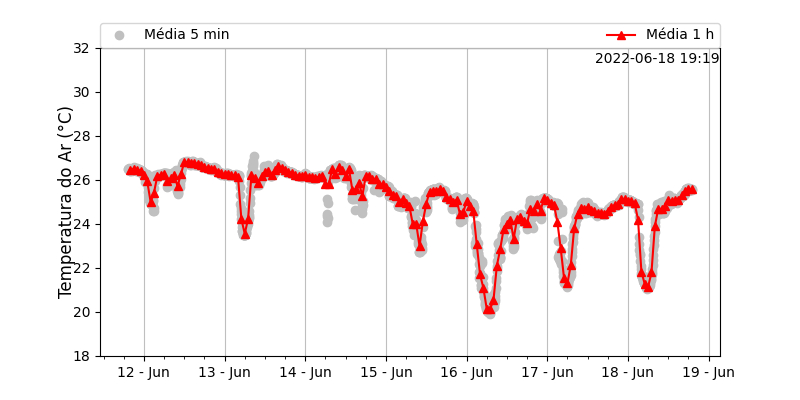 Média 5 min
Média 1 h
2022-06-18 19:19
Temperatura do Ar (°C)
32
30
28
26
24
22
20
18
12 - Jun
13 - Jun
14 - Jun
15 - Jun
16 - Jun
17 - Jun
18 - Jun
19 - Jun